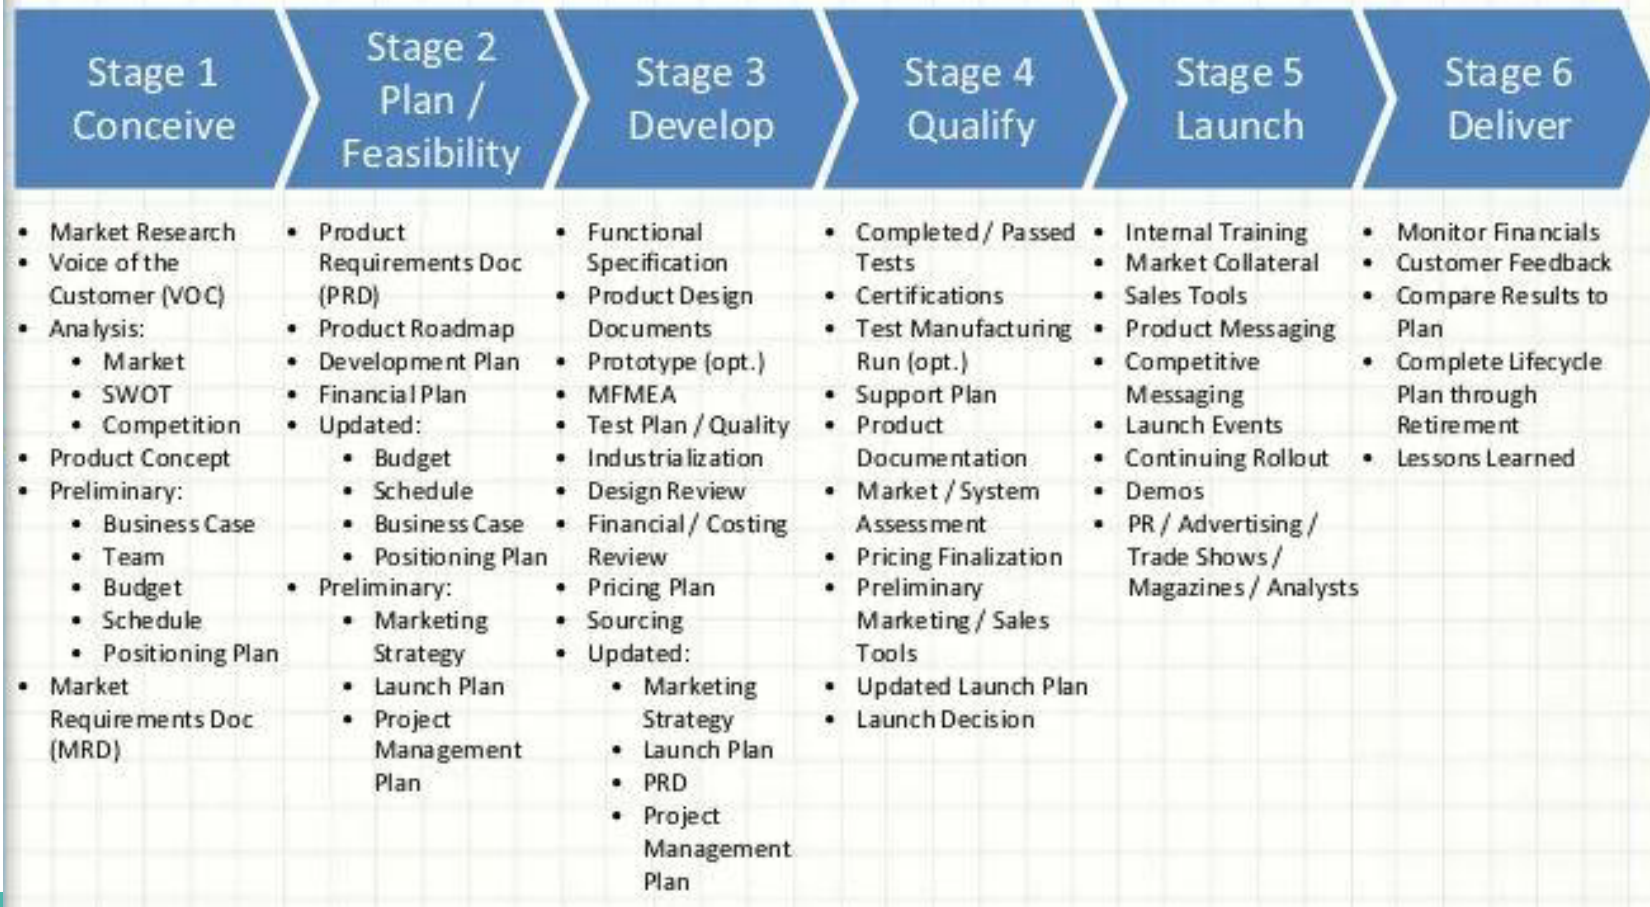 Stage 1
Conceive
Stage 2
Plan /
Feasibility
Stage 3
Develop
Stage 4
Qualify
Stage 5
Launch
Stage 6
Deliver
• Market Research
• Voice of the
Customer (VOC)
• Analysis:
• Market
• SWOT
• Competition
• Product Concept
• Preliminary:
• Business Case
• Team
• Budget
• Schedule
• Positioning Plan
• Market
Requirements Doc
(MRD)
• Product
Requirements Doc
(PRD)
• Product Roadmap
• Development Plan
• Financial Plan
• Updated:
• Budget
• Schedule
• Business Case
• Positioning Plan
• Preliminary:
• Marketing
Strategy
• Launch Plan
• Project
Management
Plan
• Functional
Specification
• Product Design
Documents
• Prototype (opt.)
• MFMEA
• Test Plan / Quality
• Industrialization
• Design Review
• Financial / Costing
Review
• Pricing Plan
• Sourcing
• Updated:
• Marketing
Strategy
• Launch Plan
• PRD
• Project
Management
Plan
• Completed / Passed
Tests
• Certifications
• Test Manufacturing
Run (opt.)
• Support Plan
• Product
Documentation
• Market / System
Assessment
• Pricing Finalization
• Preliminary
Marketing / Sales
Tools
• Updated Launch Plan
• Launch Decision
• Internal Training
• Market Collateral
• Sales Tools
• Product Messaging
• Competitive
Messaging
• Launch Events
• Continuing Rollout
• Demos
• PR / Advertising /
Trade Shows /
Magazines / Analysts
• Monitor Financials
• Customer Feedback
• Compare Results to
Plan
• Complete Lifecycle
Plan through
Retirement
• Lessons Learned